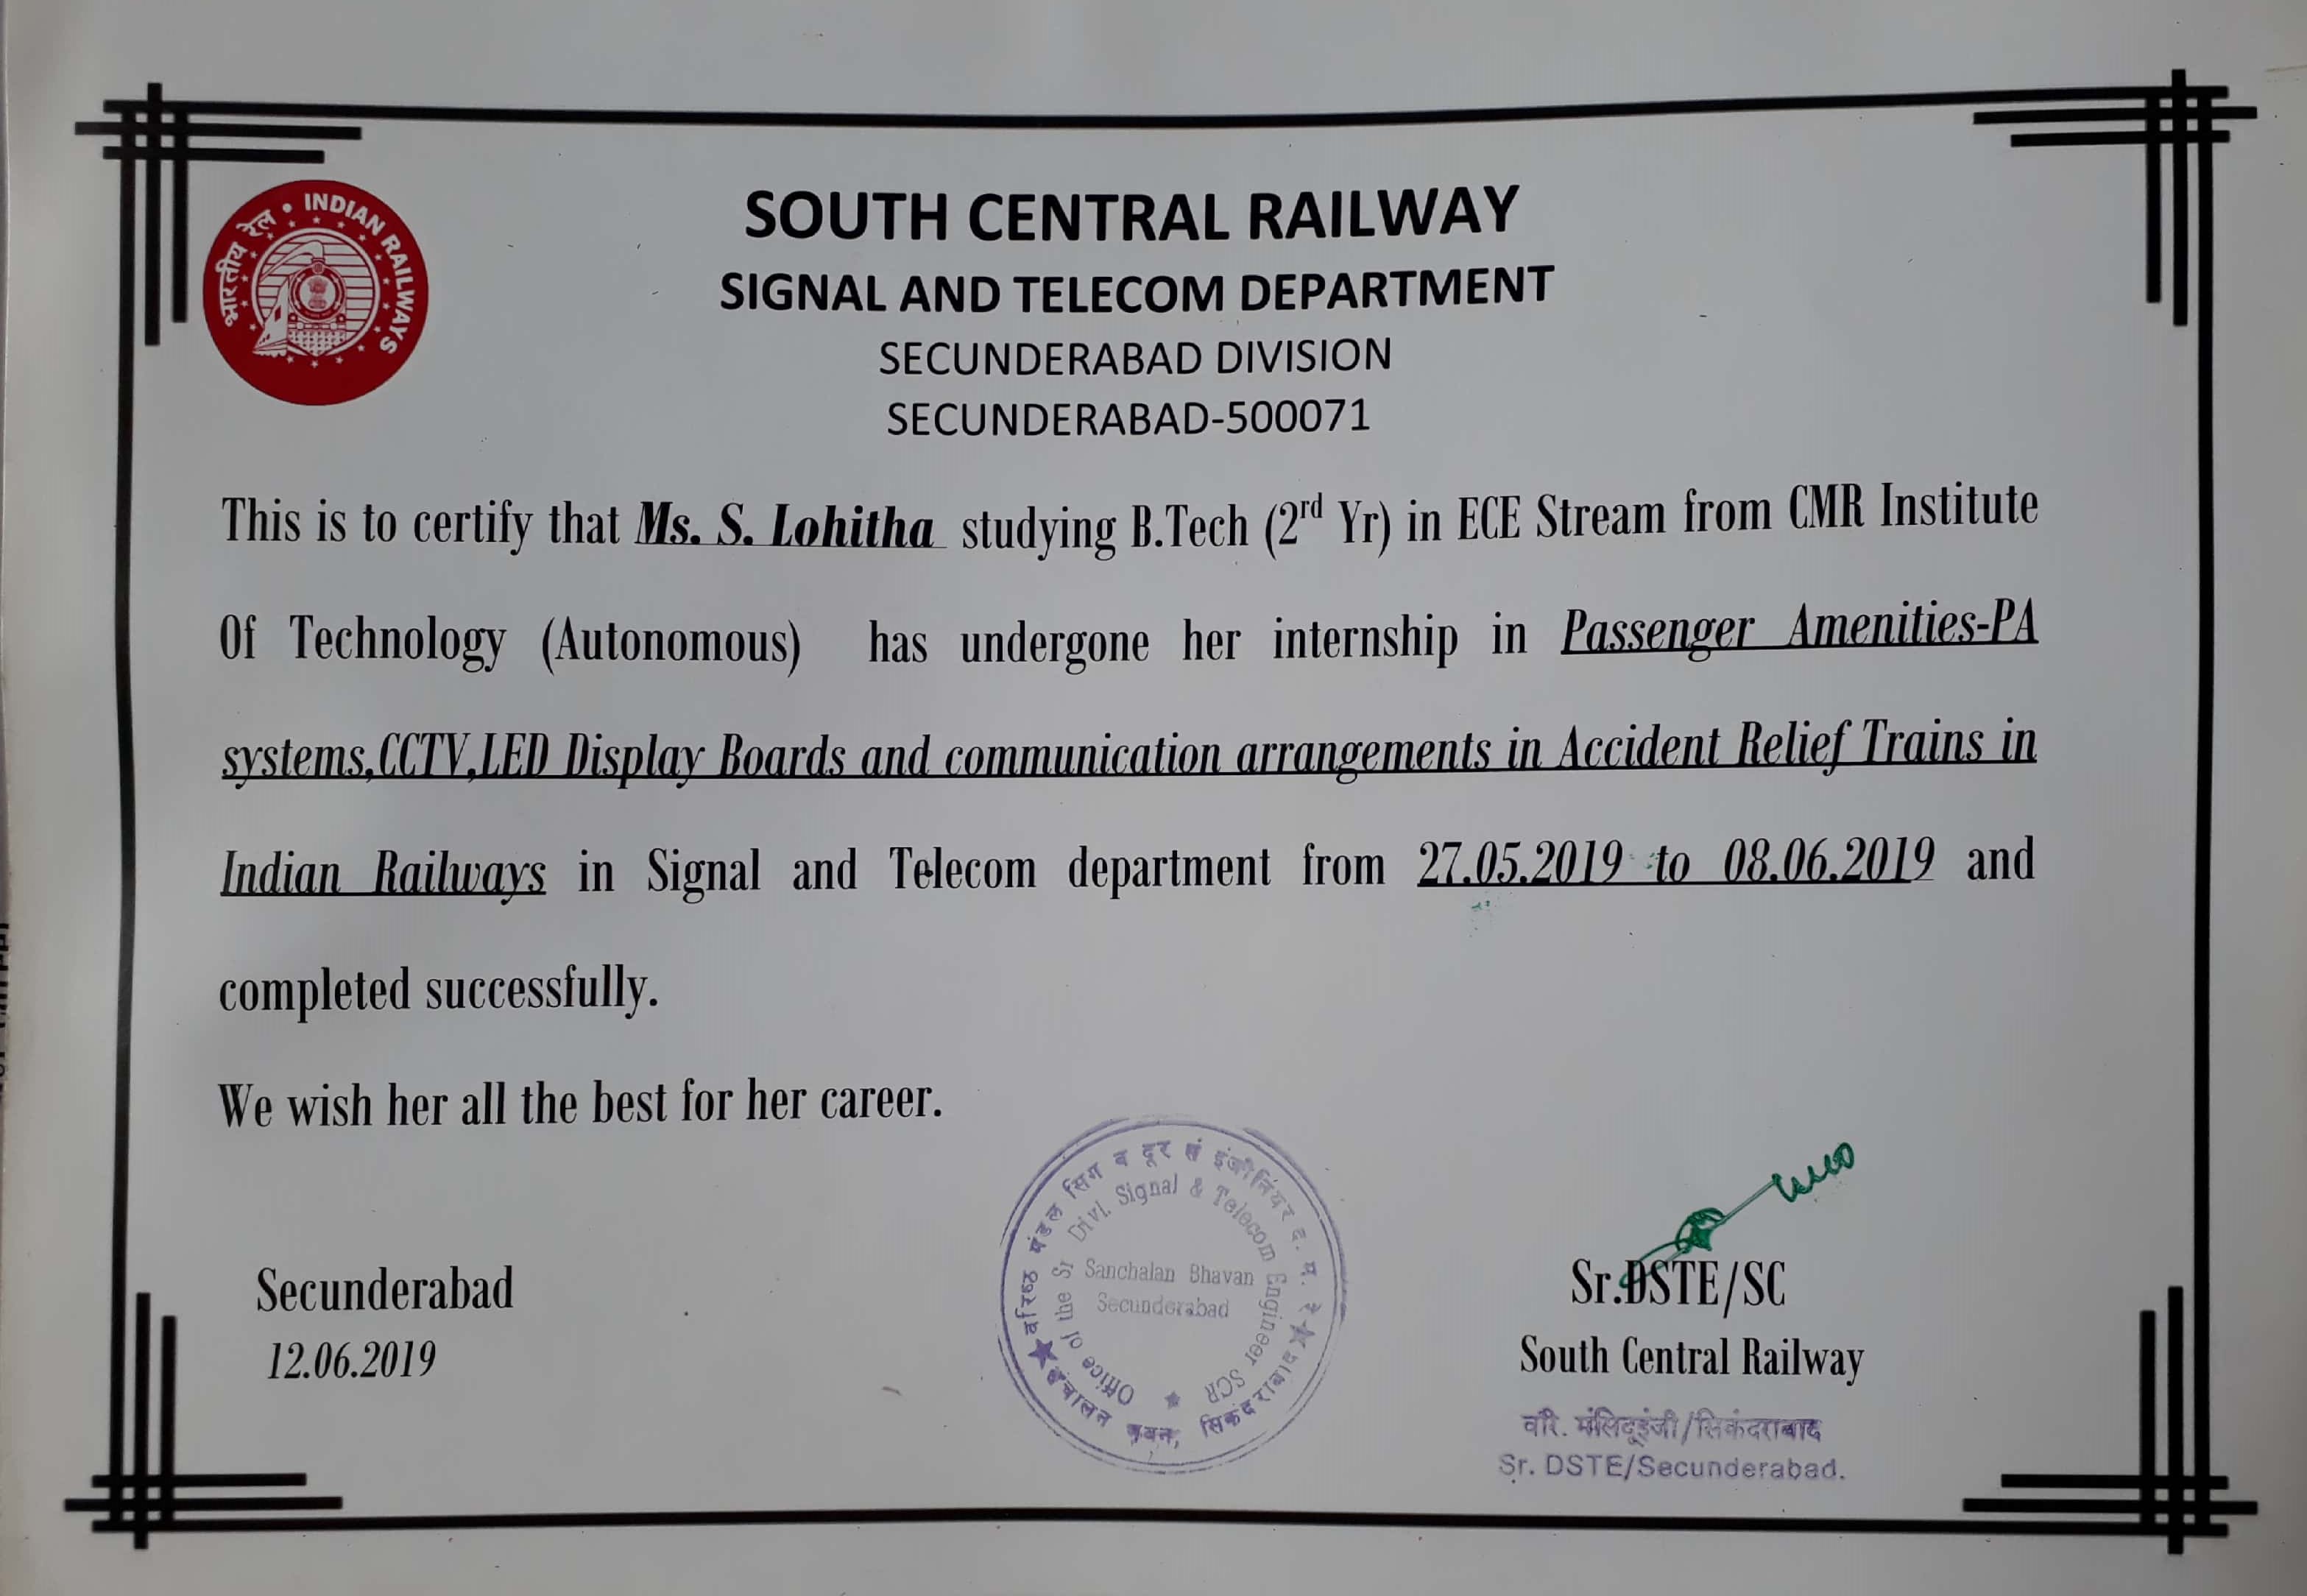 भारतीय रेल • INDIAN RAILWAYS
SOUTH CENTRAL RAILWAY
SIGNAL AND TELECOM DEPARTMENT
SECUNDERABAD DIVISION
SECUNDERABAD-500071
This is to certify that Ms. S. Lohitha studying B.Tech (2rd Yr) in ECE Stream from CMR Institute
Of Technology (Autonomous) has undergone her internship in Passenger Amenities-PA
systems,CCTV,LED Display Boards and communication arrangements in Accident Relief Trains in
Indian Railways in Signal and Telecom department from 27.05.2019 to 08.06.2019 and
completed successfully.
We wish her all the best for her career.
वरिष्ठ मंडल सिग व दूर सं इंजीनियर द. म. रे
संचालन भवन, सिकंदराबाद
Office of the Sr Divl. Signal & Telecom Engineer SCR
Sanchalan Bhavan
Secunderabad
Secunderabad
12.06.2019
Sr.DSTE/SC
South Central Railway
वरि. मंसिदूइंजी/सिकंदराबाद
Sr. DSTE/Secunderabad.